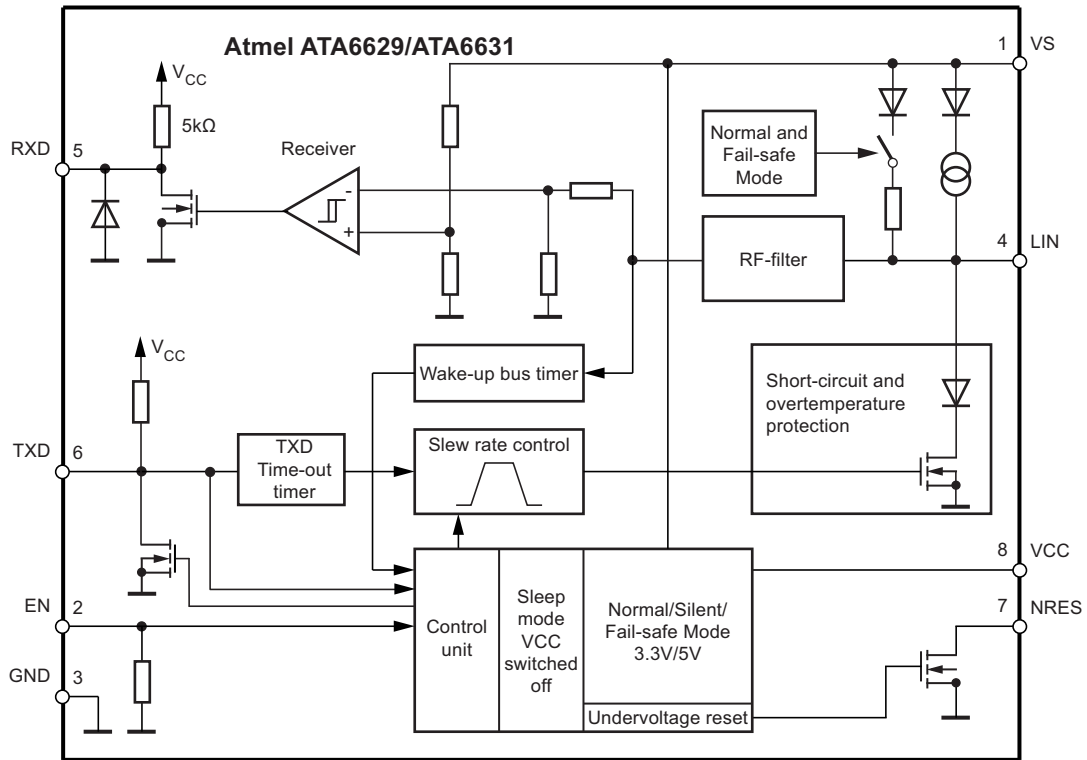 Atmel ATA6629/ATA6631
1
VS
VCC
5kΩ
RXD
5
Receiver
-
+
Normal and
Fail-safe
Mode
4
LIN
RF-filter
VCC
Wake-up bus timer
Short-circuit and
overtemperature
protection
TXD
6
TXD
Time-out
timer
Slew rate control
8
VCC
7
NRES
EN
2
Control
unit
Sleep
mode
VCC
switched
off
Normal/Silent/
Fail-safe Mode
3.3V/5V
GND
3
Undervoltage reset